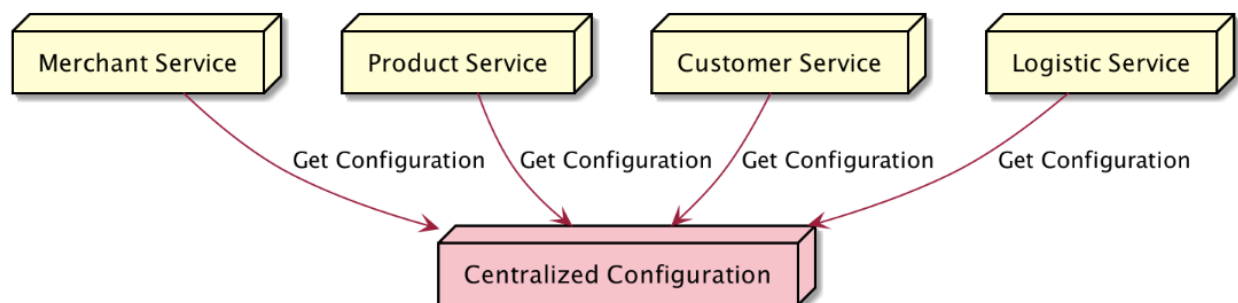 Merchant Service
Product Service
Customer Service
Logistic Service
Get Configuration
Get Configuration
Get Configuration
Get Configuration
Centralized Configuration